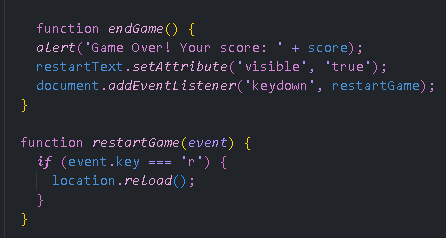 function endGame() {
alert('Game Over! Your score: ' + score);
restartText.setAttribute('visible', 'true');
document.addEventListener('keydown', restartGame);
}
function restartGame(event) {
if (event.key === 'r') {
location.reload();
}
}